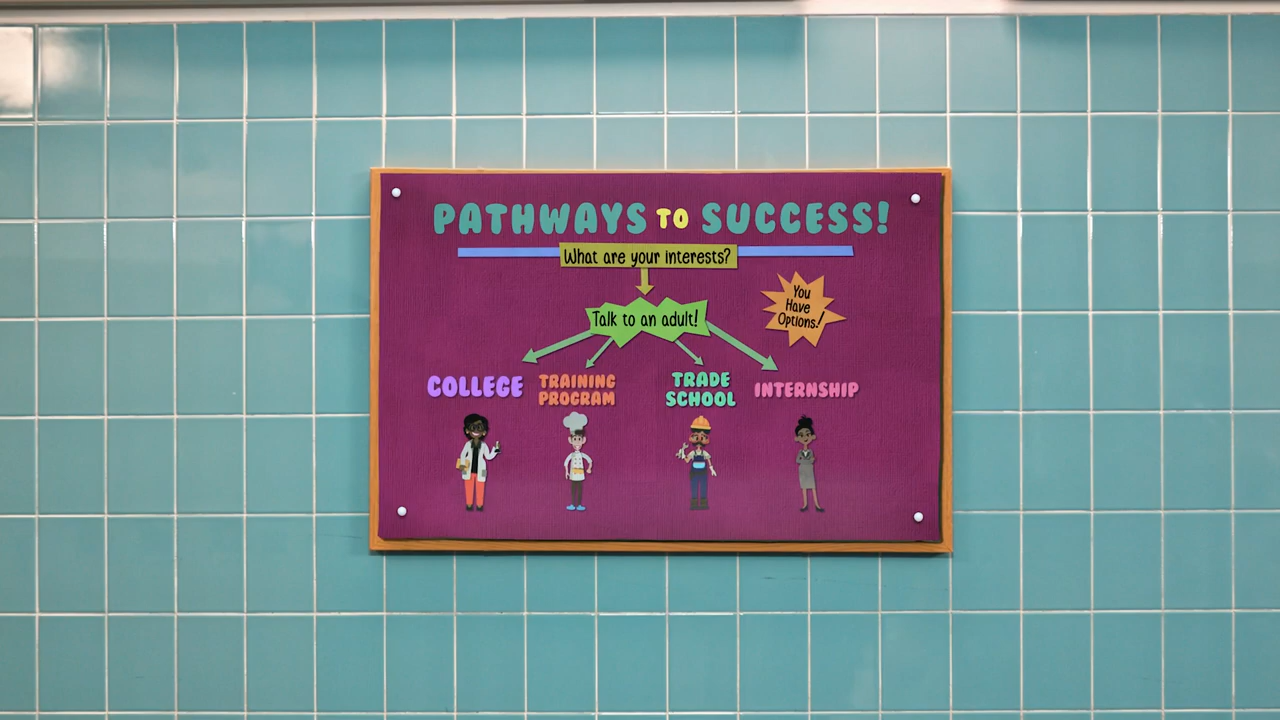 PATHWAYS TO SUCCESS!
What are your interests?
Talk to an adult!
You
Have
Options!
COLLEGE
TRAINING
PROGRAM
TRADE
SCHOOL
INTERNSHIP